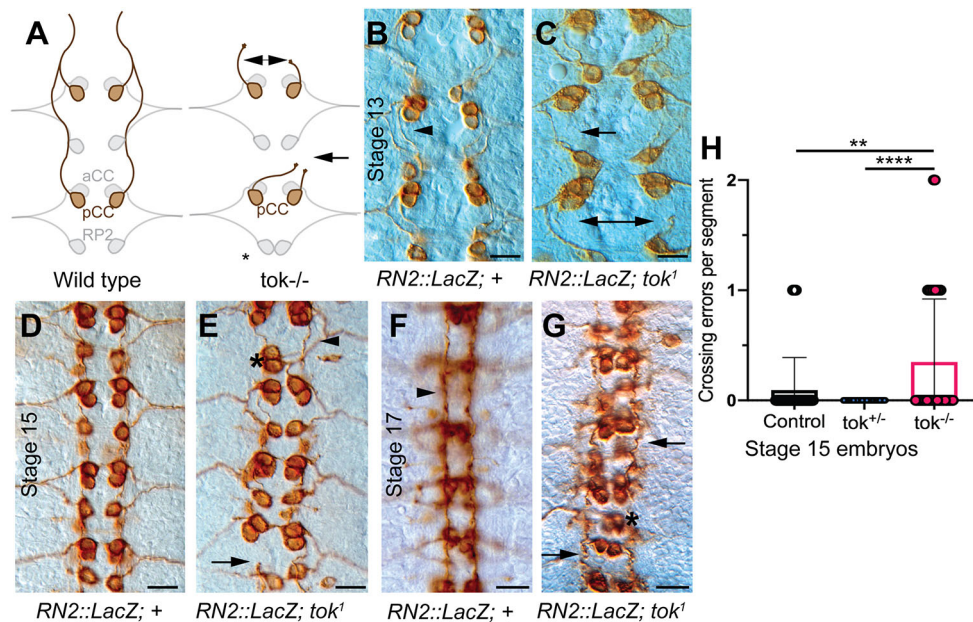 A
aCC
pCC
RP2
pCC
*
Wild type
tok-/-
B
Stage 13
RN2::LacZ; +
C
RN2::LacZ; tok1
D
Stage 15
RN2::LacZ; +
E
*
RN2::LacZ; tok1
F
Stage 17
RN2::LacZ; +
G
*
RN2::LacZ; tok1
H
**
****
Crossing errors per segment
2
1
0
Control
tok+/-
tok-/-
Stage 15 embryos